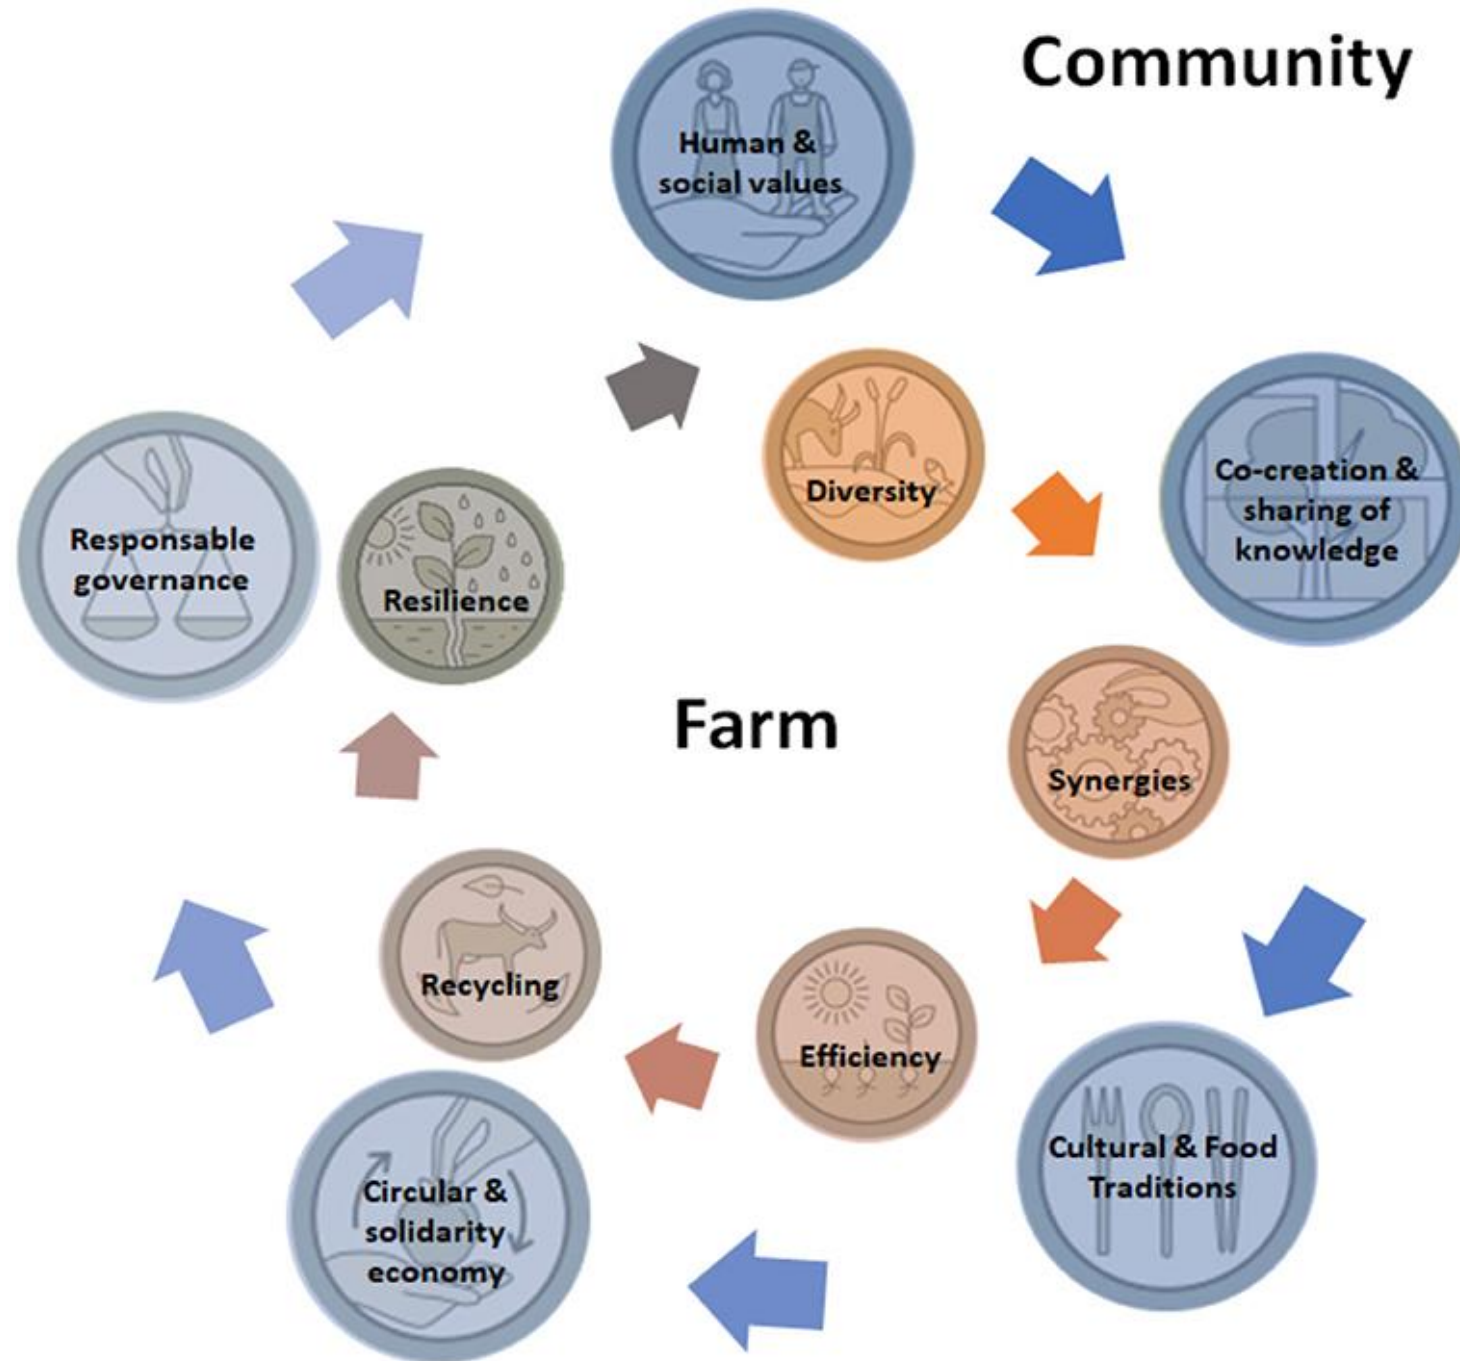 Community
Human &
social values
Diversity
Co-creation &
sharing of
knowledge
Responsable
governance
Resilience
Farm
Synergies
Recycling
Efficiency
Cultural & Food
Traditions
Circular &
solidarity
economy